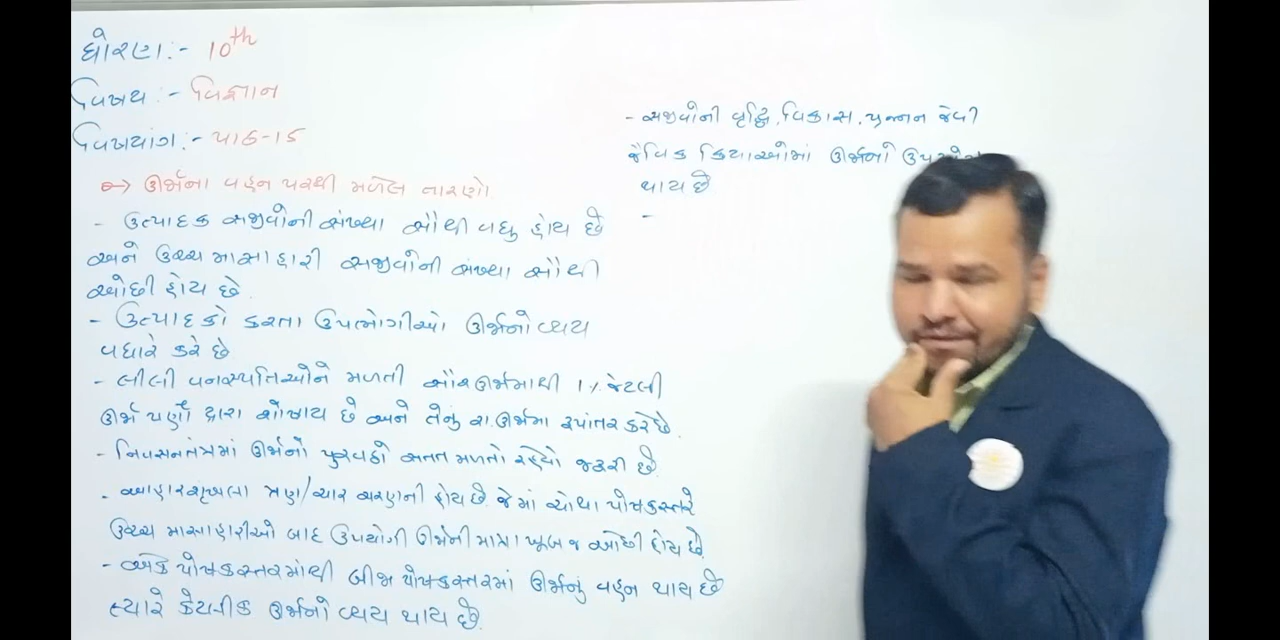 ધોરણ:- 10th
વિષય:- વિજ્ઞાન
વિષયાંગ:- પાઠ-15
ઊર્જાના વહન પરથી મળેલ તારણો
- ઉત્પાદક સજીવોની સંખ્યા સૌથી વધુ હોય છે
અને ઉચ્ચ માસાહારી સજીવોની સંખ્યા સૌથી
ઓછી હોય છે.
- ઉત્પાદકો કરતા ઉપભોગીઓ ઊર્જાનો વ્યય
વધારે કરે છે
- લીલી વનસ્પતિઓને મળતી સૌરઊર્જામાથી 1% જેટલી
ઊર્જા પર્ણો દ્વારા શોષાય છે અને તેનું રા.ઊર્જામા રૂપાંતર કરે છે.
- નિવસનતંત્રમાં ઊર્જાનો પુરવઠો સતત મળતો રહેવો જરૂરી છે
- આહારશૃંખલા ત્રણ/ચાર ચરણની હોય છે. જેમાં ચોથા પોષકસ્તરે
ઉચ્ચ માસાહારીઓ બાદ ઉપયોગી ઊર્જાની માત્રા ખૂબ જ ઓછી હોય છે.
- એક પોષકસ્તરમાંથી બીજા પોષકસ્તરમાં ઊર્જાનું વહન થાય છે
ત્યારે કેટલીક ઊર્જાનો વ્યય થાય છે.
- સજીવોની વૃદ્ધિ, વિકાસ, પ્રજનન જેવી
જૈવિક ક્રિયાઓમાં ઊર્જાનો
થાય છે
-